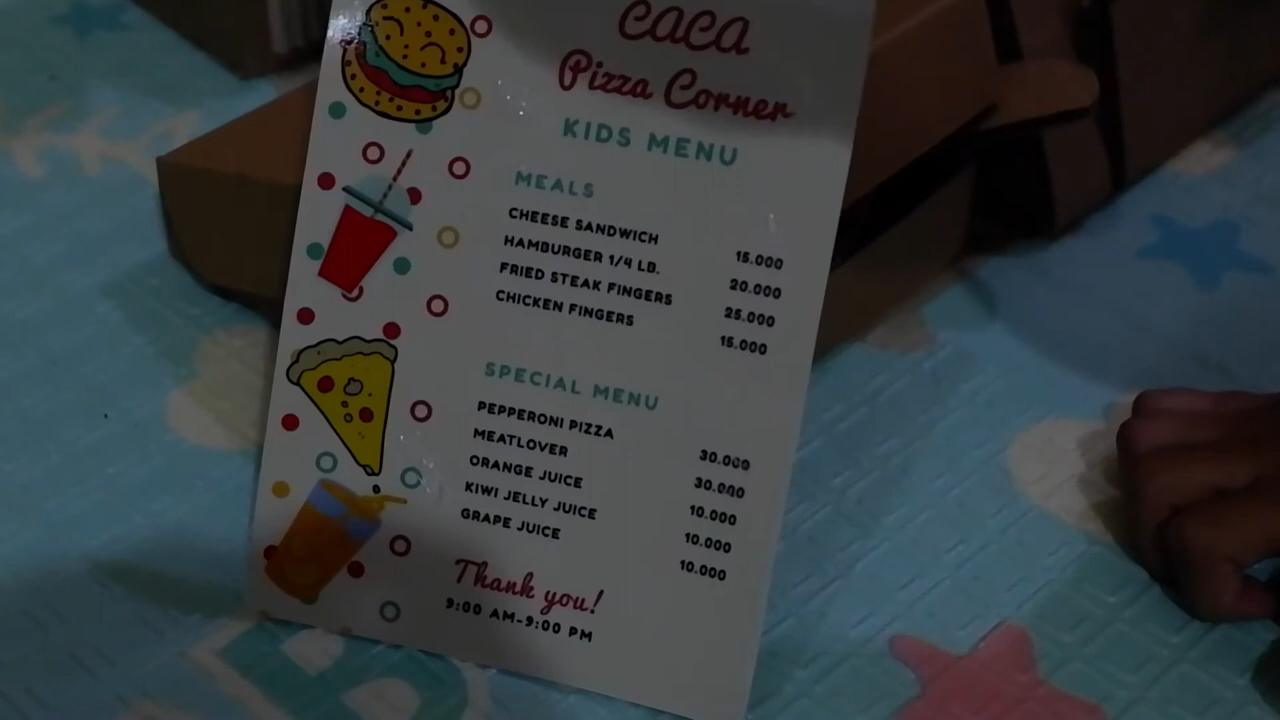 CACA
Pizza Corner
KIDS MENU
MEALS
CHEESE SANDWICH 15.000
HAMBURGER 1/4 LB. 20.000
FRIED STEAK FINGERS 25.000
CHICKEN FINGERS 15.000
SPECIAL MENU
PEPPERONI PIZZA 30.000
MEATLOVER 30.000
ORANGE JUICE 10.000
KIWI JELLY JUICE 10.000
GRAPE JUICE 10.000
Thank you!
9:00 AM-9:00 PM